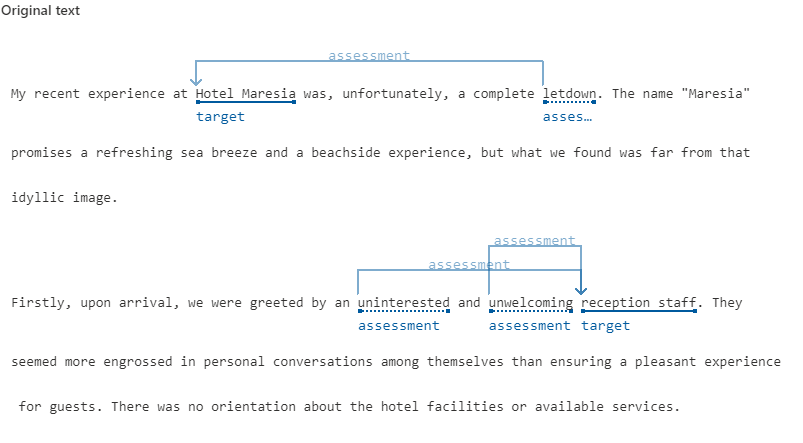 Original text
assessment
My recent experience at Hotel Maresia was, unfortunately, a complete letdown. The name "Maresia"
target asses…
promises a refreshing sea breeze and a beachside experience, but what we found was far from that
idyllic image.
assessment
assessment
Firstly, upon arrival, we were greeted by an uninterested and unwelcoming reception staff. They
assessment assessment target
seemed more engrossed in personal conversations among themselves than ensuring a pleasant experience
for guests. There was no orientation about the hotel facilities or available services.